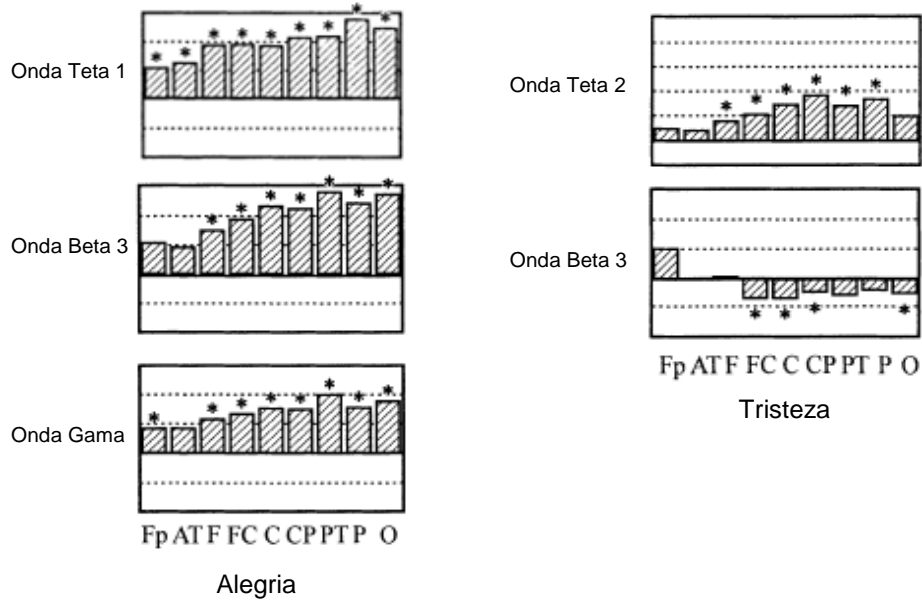 Onda Teta 1
* * * * * * * * *
Onda Beta 3
* * * * * * *
Onda Gama
* * * * * * * *
Fp AT F FC C CP PT P O
Alegria
Onda Teta 2
* * * * * *
Onda Beta 3
* * * *
Fp AT F FC C CP PT P O
Tristeza